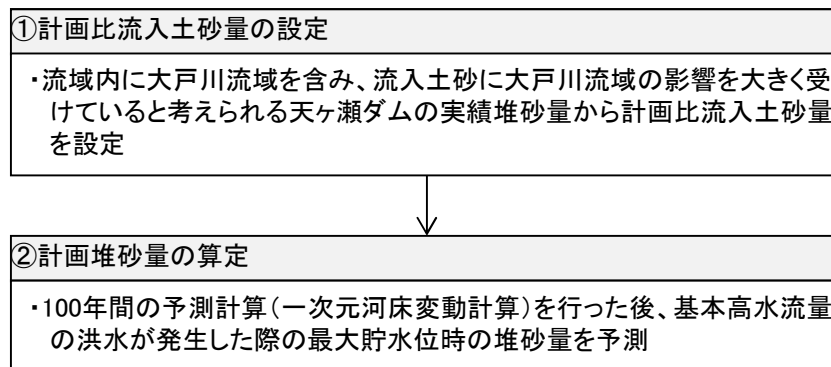 ①計画比流入土砂量の設定
・流域内に大戸川流域を含み、流入土砂に大戸川流域の影響を大きく受
けていると考えられる天ヶ瀬ダムの実績堆砂量から計画比流入土砂量
を設定
②計画堆砂量の算定
・100年間の予測計算(一次元河床変動計算)を行った後、基本高水流量
の洪水が発生した際の最大貯水位時の堆砂量を予測